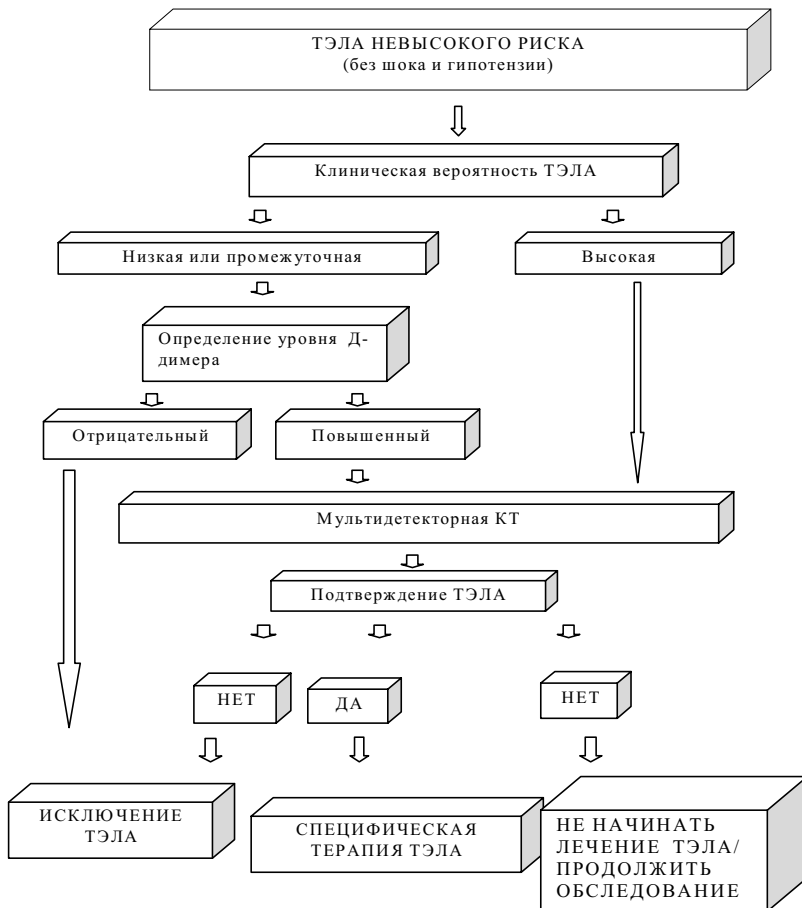 ТЭЛА НЕВЫСОКОГО РИСКА
(без шока и гипотензии)
Клиническая вероятность ТЭЛА
Низкая или промежуточная
Высокая
Определение уровня Д-
димера
Отрицательный
Повышенный
Мультидетекторная КТ
Подтверждение ТЭЛА
НЕТ
ДА
НЕТ
ИСКЛЮЧЕНИЕ
ТЭЛА
СПЕЦИФИЧЕСКАЯ
ТЕРАПИЯ ТЭЛА
НЕ НАЧИНАТЬ
ЛЕЧЕНИЕ ТЭЛА/
ПРОДОЛЖИТЬ
ОБСЛЕДОВАНИЕ